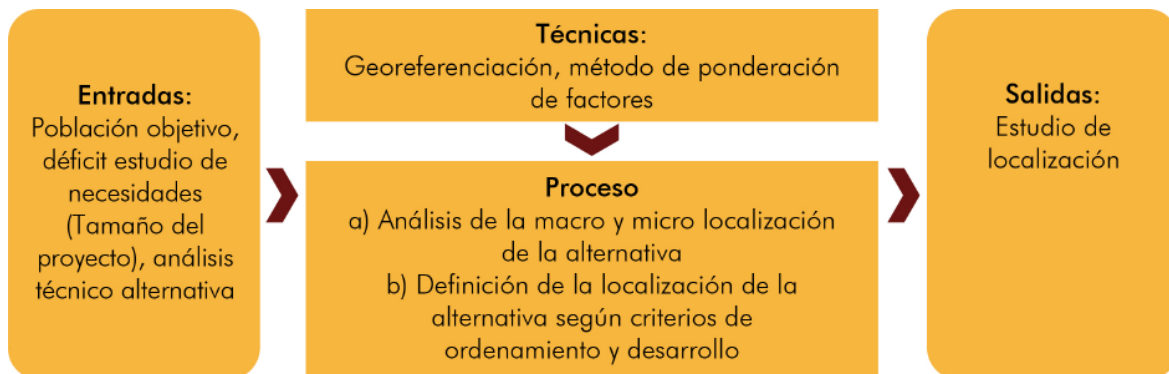 Entradas:
Población objetivo,
déficit estudio de
necesidades
(Tamaño del
proyecto), análisis
técnico alternativa
Técnicas:
Georeferenciación, método de ponderación
de factores
Proceso
a) Análisis de la macro y micro localización
de la alternativa
b) Definición de la localización de la
alternativa según criterios de
ordenamiento y desarrollo
Salidas:
Estudio de
localización